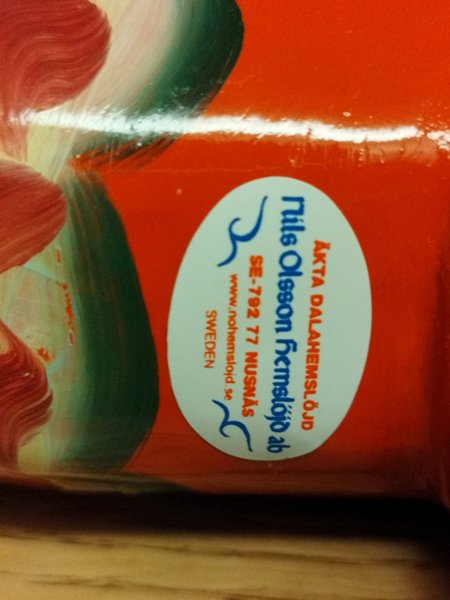 ÄKTA DALAHEMSLÖJD
Nils Olsson Hemslöjd ab
SE-792 77 NUSNÄS
www.nohemslojd.se
SWEDEN